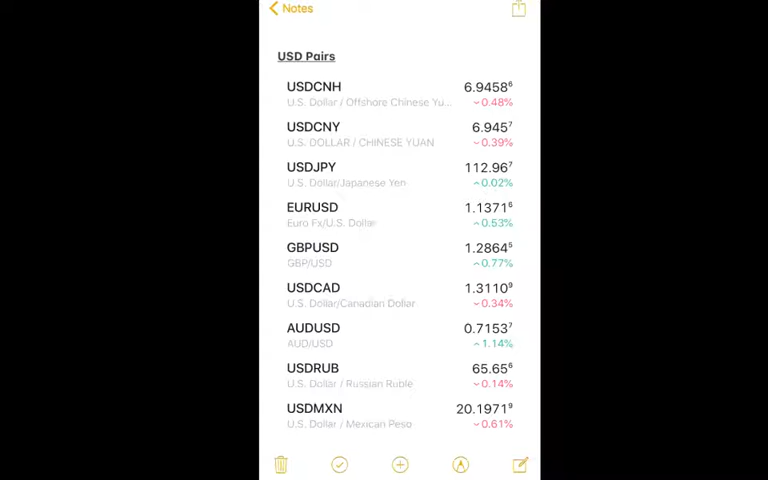 Notes
USD Pairs
USDCNH 6.9458⁶
U.S. Dollar / Offshore Chinese Yu... 0.48%
USDCNY 6.945⁷
U.S. DOLLAR / CHINESE YUAN 0.39%
USDJPY 112.96⁷
U.S. Dollar/Japanese Yen 0.02%
EURUSD 1.1371⁶
Euro Fx/U.S. Dollar 0.53%
GBPUSD 1.2864⁵
GBP/USD 0.77%
USDCAD 1.3110⁹
U.S. Dollar/Canadian Dollar 0.34%
AUDUSD 0.7153⁷
AUD/USD 1.14%
USDRUB 65.65⁶
U.S. Dollar / Russian Ruble 0.14%
USDMXN 20.1971⁹
U.S. Dollar / Mexican Peso 0.61%